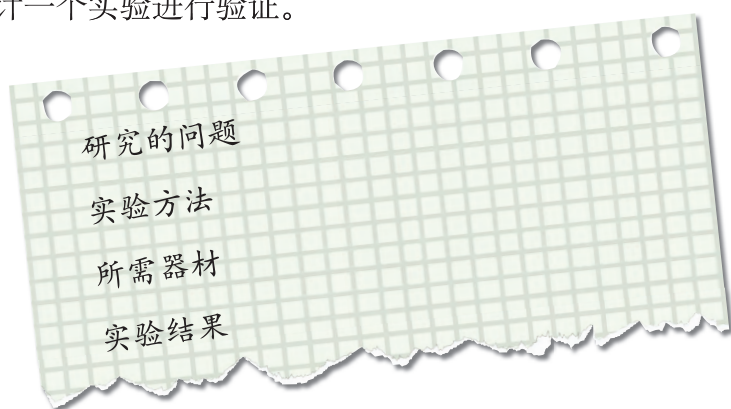 计一个实验进行验证。
研究的问题
实验方法
所需器材
实验结果